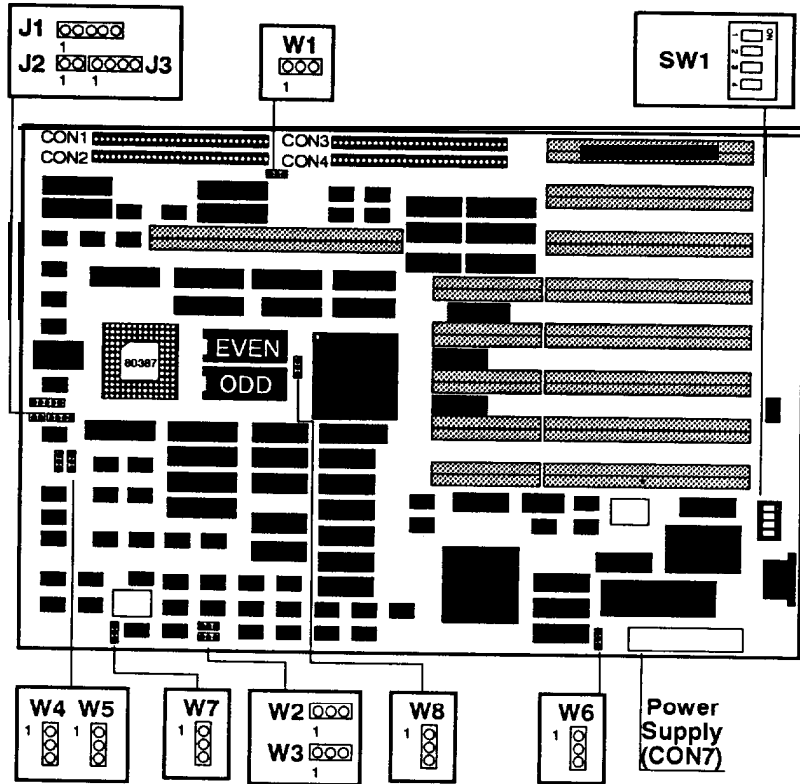 J1
1
J2 J3
1 1
W1
1
SW1
ON
1
2
3
4
CON1
CON2
CON3
CON4
80387
EVEN
ODD
W4 W5
1 1
W7
1
W2
1
W3
1
W8
1
W6
1
Power
Supply
(CON7)